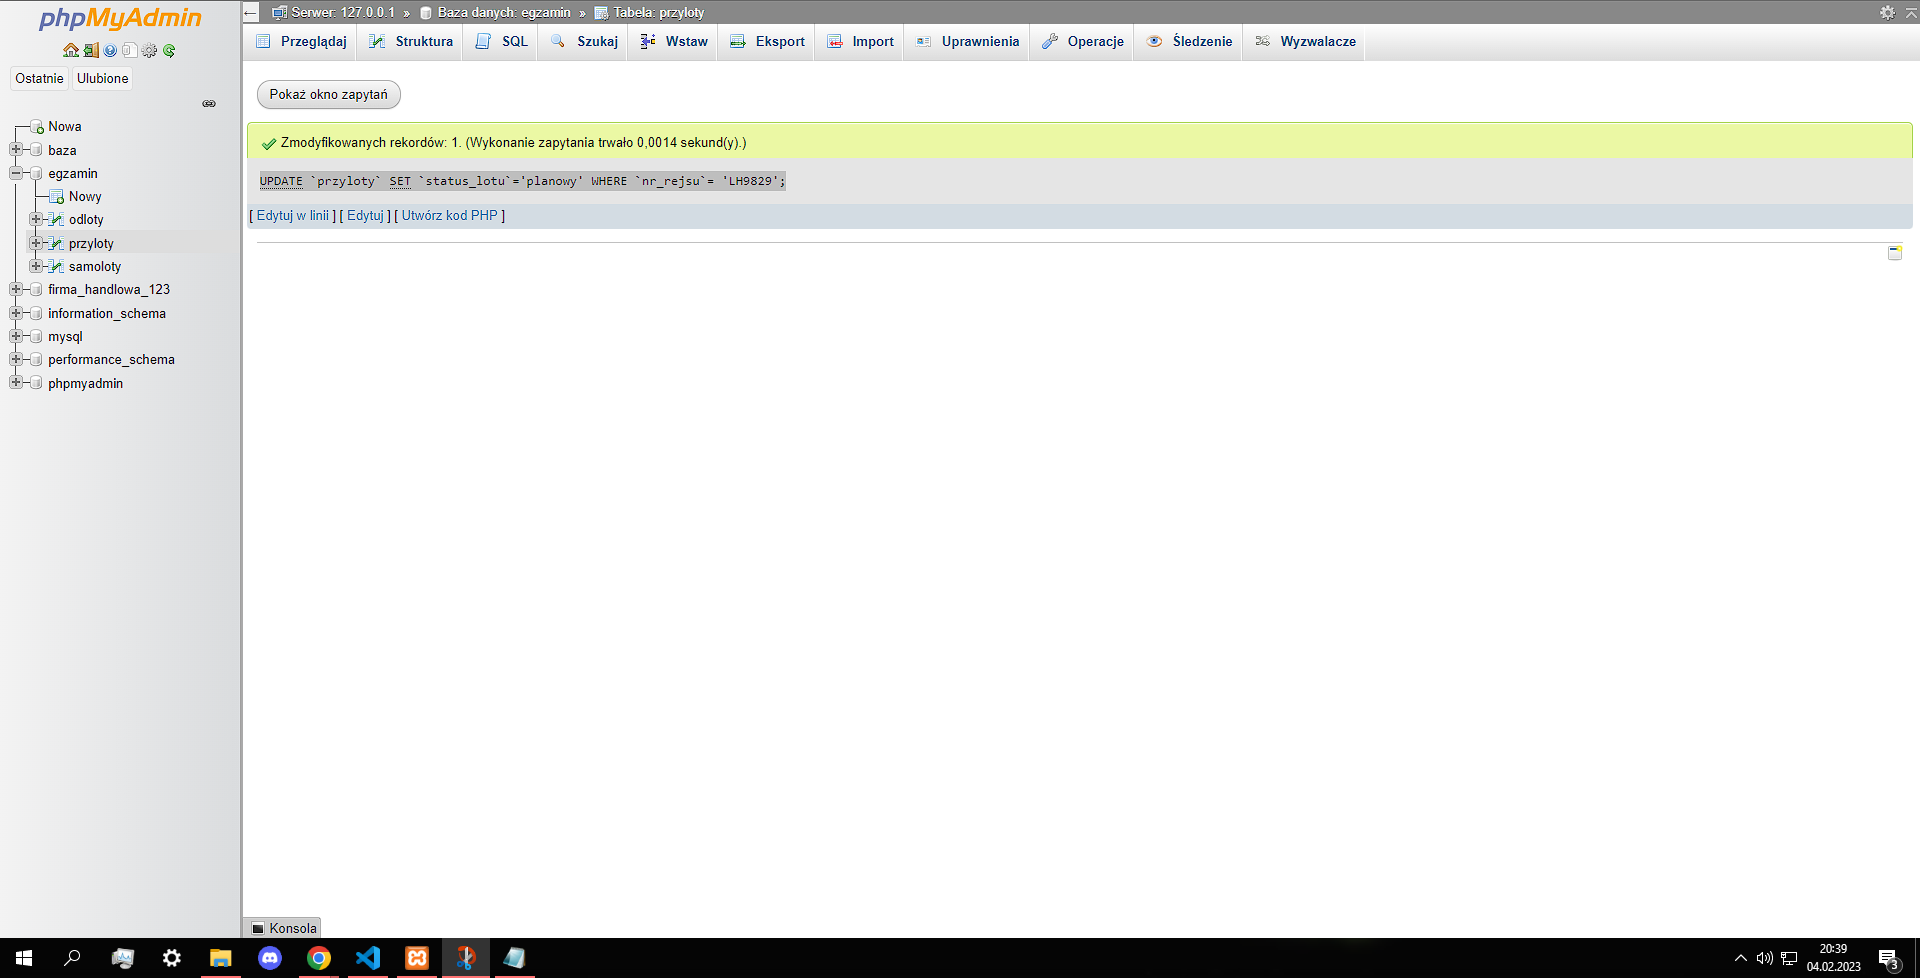 phpMyAdmin
Ostatnie Ulubione
Nowa
baza
egzamin
Nowy
odloty
przyloty
samoloty
firma_handlowa_123
information_schema
mysql
performance_schema
phpmyadmin
Serwer: 127.0.0.1 » Baza danych: egzamin » Tabela: przyloty
Przeglądaj Struktura SQL Szukaj Wstaw Eksport Import Uprawnienia Operacje Śledzenie Wyzwalacze
Pokaż okno zapytań
Zmodyfikowanych rekordów: 1. (Wykonanie zapytania trwało 0,0014 sekund(y).)
UPDATE `przyloty` SET `status_lotu`='planowy' WHERE `nr_rejsu`= 'LH9829';
[ Edytuj w linii ] [ Edytuj ] [ Utwórz kod PHP ]
Konsola
20:39
04.02.2023
3